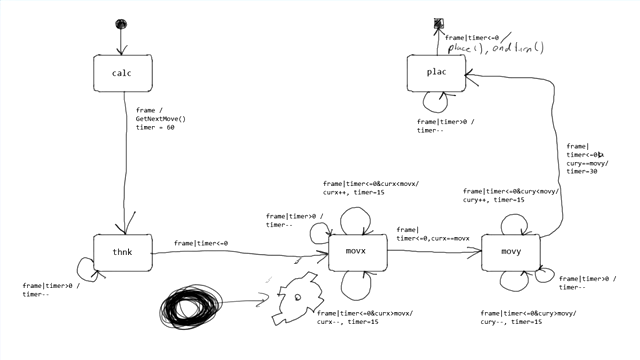 frame|timer<=0/
place(), endturn()
calc
plac
frame /
GetNextMove()
timer = 60
frame|timer>0 /
timer--
frame|
timer<=0&
cury==movy/
timer=30
frame|timer<=0&curx<movx/
curx++, timer=15
frame|timer<=0&cury<movy/
cury++, timer=15
frame|timer>0 /
timer--
frame|
timer<=0,curx==movx
thnk
frame|timer<=0
movx
movy
frame|timer>0 /
timer--
frame|timer>0 /
timer--
frame|timer<=0&curx>movx/
curx--, timer=15
frame|timer<=0&cury>movy/
cury--, timer=15